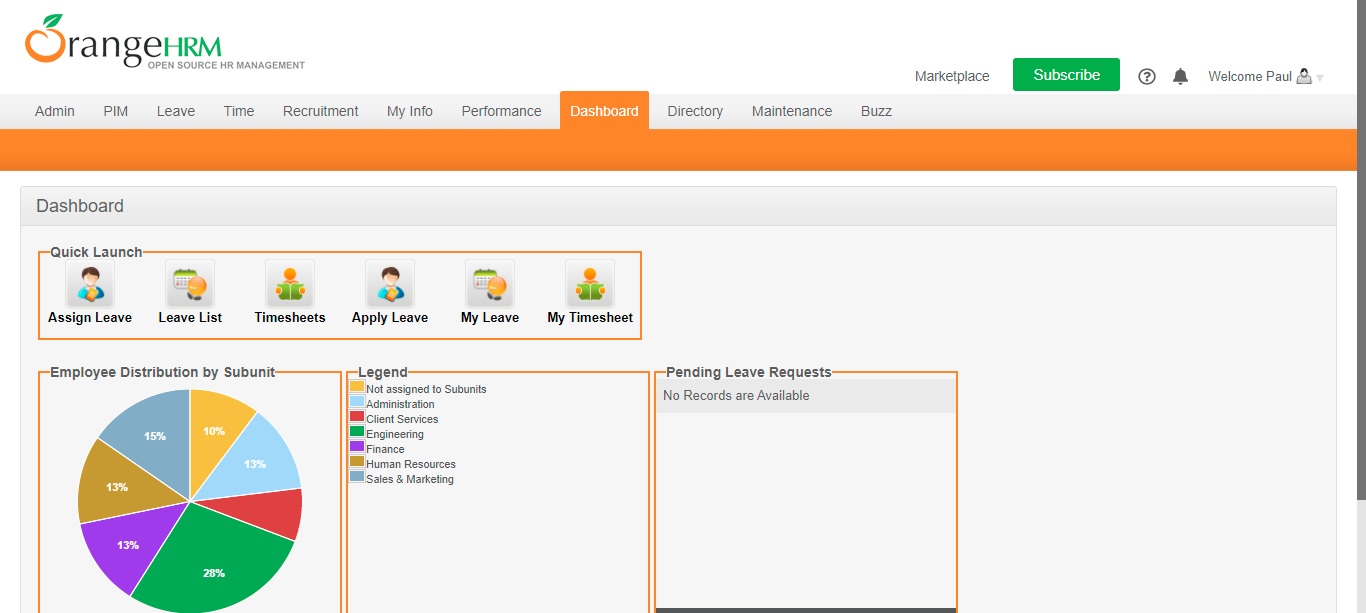 OrangeHRM
OPEN SOURCE HR MANAGEMENT
Marketplace Subscribe Welcome Paul
Admin PIM Leave Time Recruitment My Info Performance Dashboard Directory Maintenance Buzz
Dashboard
Quick Launch
Assign Leave Leave List Timesheets Apply Leave My Leave My Timesheet
Employee Distribution by Subunit
10%
13%
28%
13%
13%
15%
Legend
Not assigned to Subunits
Administration
Client Services
Engineering
Finance
Human Resources
Sales & Marketing
Pending Leave Requests
No Records are Available